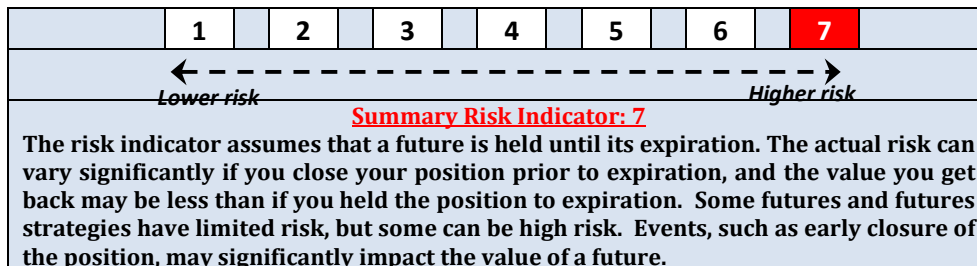 1 2 3 4 5 6 7
Lower risk Higher risk
Summary Risk Indicator: 7
The risk indicator assumes that a future is held until its expiration. The actual risk can
vary significantly if you close your position prior to expiration, and the value you get
back may be less than if you held the position to expiration. Some futures and futures
strategies have limited risk, but some can be high risk. Events, such as early closure of
the position, may significantly impact the value of a future.